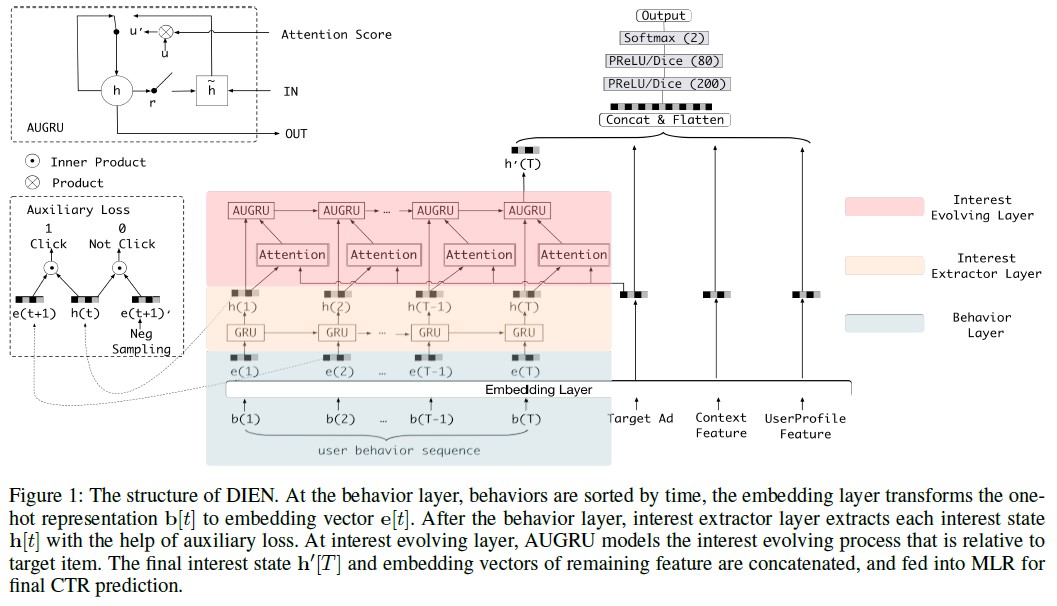 Output
Softmax (2)
PReLU/Dice (80)
PReLU/Dice (200)
Concat & Flatten
h'(T)
u'
u
Attention Score
h
r
h̃
IN
AUGRU
OUT
Inner Product
Product
Auxiliary Loss
1 0
Click Not Click
e(t+1) h(t) e(t+1)'
Neg
Sampling
AUGRU AUGRU ... AUGRU AUGRU
Attention Attention Attention Attention
h(1) h(2) h(T-1) h(T)
GRU GRU ... GRU GRU
e(1) e(2) ... e(T-1) e(T)
Embedding Layer
b(1) b(2) ... b(T-1) b(T)
user behavior sequence
Target Ad
Context
Feature
UserProfile
Feature
Interest
Evolving Layer
Interest
Extractor Layer
Behavior
Layer
Figure 1: The structure of DIEN. At the behavior layer, behaviors are sorted by time, the embedding layer transforms the one-
hot representation b[t] to embedding vector e[t]. After the behavior layer, interest extractor layer extracts each interest state
h[t] with the help of auxiliary loss. At interest evolving layer, AUGRU models the interest evolving process that is relative to
target item. The final interest state h′[T] and embedding vectors of remaining feature are concatenated, and fed into MLR for
final CTR prediction.